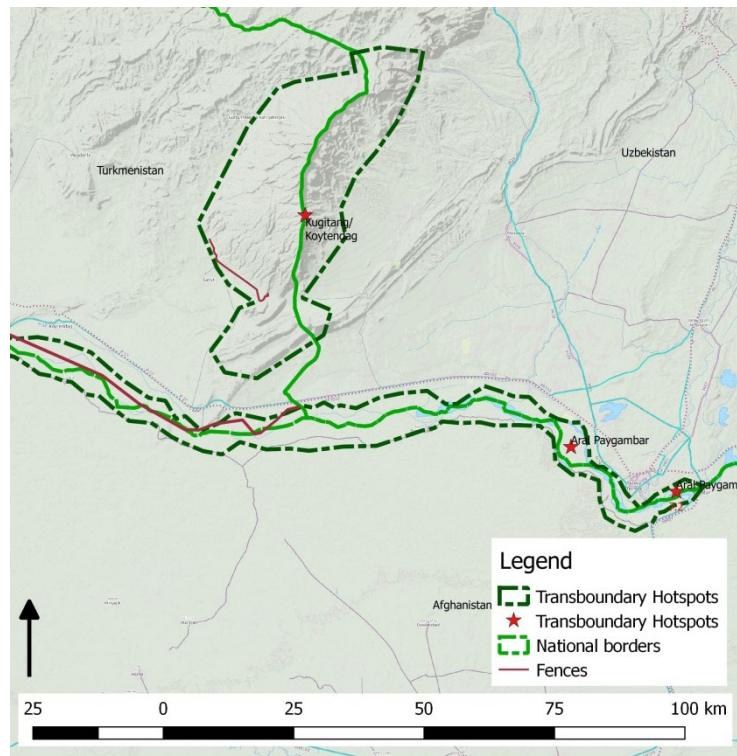 Turkmenistan
Uzbekistan
Kugitang/
Koytendag
Aral Paygambar
Aral Paygam
Afghanistan
Legend
Transboundary Hotspots
Transboundary Hotspots
National borders
Fences
25 0 25 50 75 100 km